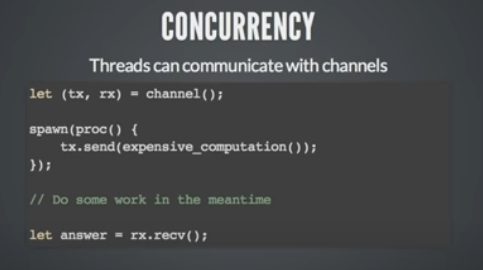 CONCURRENCY
Threads can communicate with channels
let (tx, rx) = channel();
spawn(proc() {
    tx.send(expensive_computation());
});
// Do some work in the meantime
let answer = rx.recv();